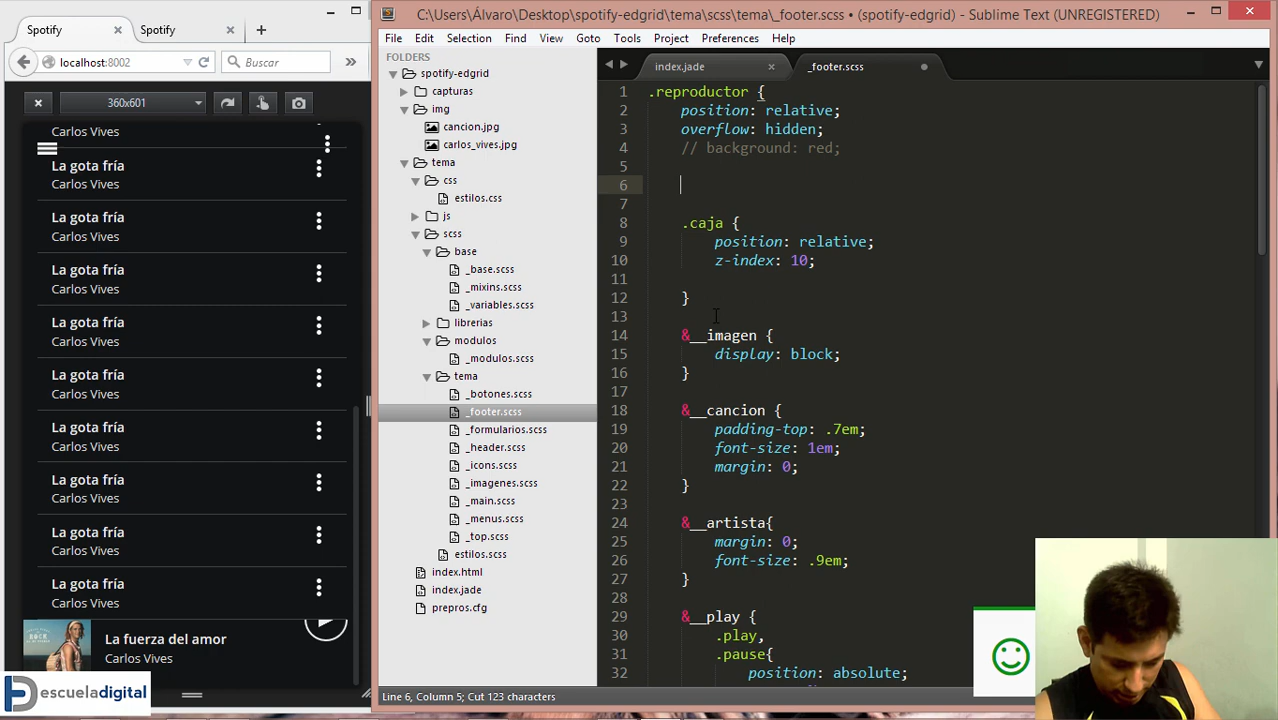 C:\Users\Álvaro\Desktop\spotify-edgrid\tema\scss\tema\_footer.scss • (spotify-edgrid) - Sublime Text (UNREGISTERED)
Spotify
Spotify
File Edit Selection Find View Goto Tools Project Preferences Help
localhost:8002
Buscar
360x601
FOLDERS
spotify-edgrid
capturas
img
cancion.jpg
carlos_vives.jpg
tema
css
estilos.css
js
scss
base
_base.scss
_mixins.scss
_variables.scss
librerias
modulos
_modulos.scss
tema
_botones.scss
_footer.scss
_formularios.scss
_header.scss
_icons.scss
_imagenes.scss
_main.scss
_menus.scss
_top.scss
estilos.scss
index.html
index.jade
prepros.cfg
index.jade
_footer.scss
1 .reproductor {
2 position: relative;
3 overflow: hidden;
4 // background: red;
5
6
7
8 .caja {
9 position: relative;
10 z-index: 10;
11
12 }
13
14 &__imagen {
15 display: block;
16 }
17
18 &__cancion {
19 padding-top: .7em;
20 font-size: 1em;
21 margin: 0;
22 }
23
24 &__artista{
25 margin: 0;
26 font-size: .9em;
27 }
28
29 &__play {
30 .play,
31 .pause{
32 position: absolute;
Carlos Vives
La gota fría
Carlos Vives
La gota fría
Carlos Vives
La gota fría
Carlos Vives
La gota fría
Carlos Vives
La gota fría
Carlos Vives
La gota fría
Carlos Vives
La gota fría
Carlos Vives
La gota fría
Carlos Vives
La gota fría
Carlos Vives
La fuerza del amor
Carlos Vives
escueladigital
Line 6, Column 5; Cut 123 characters